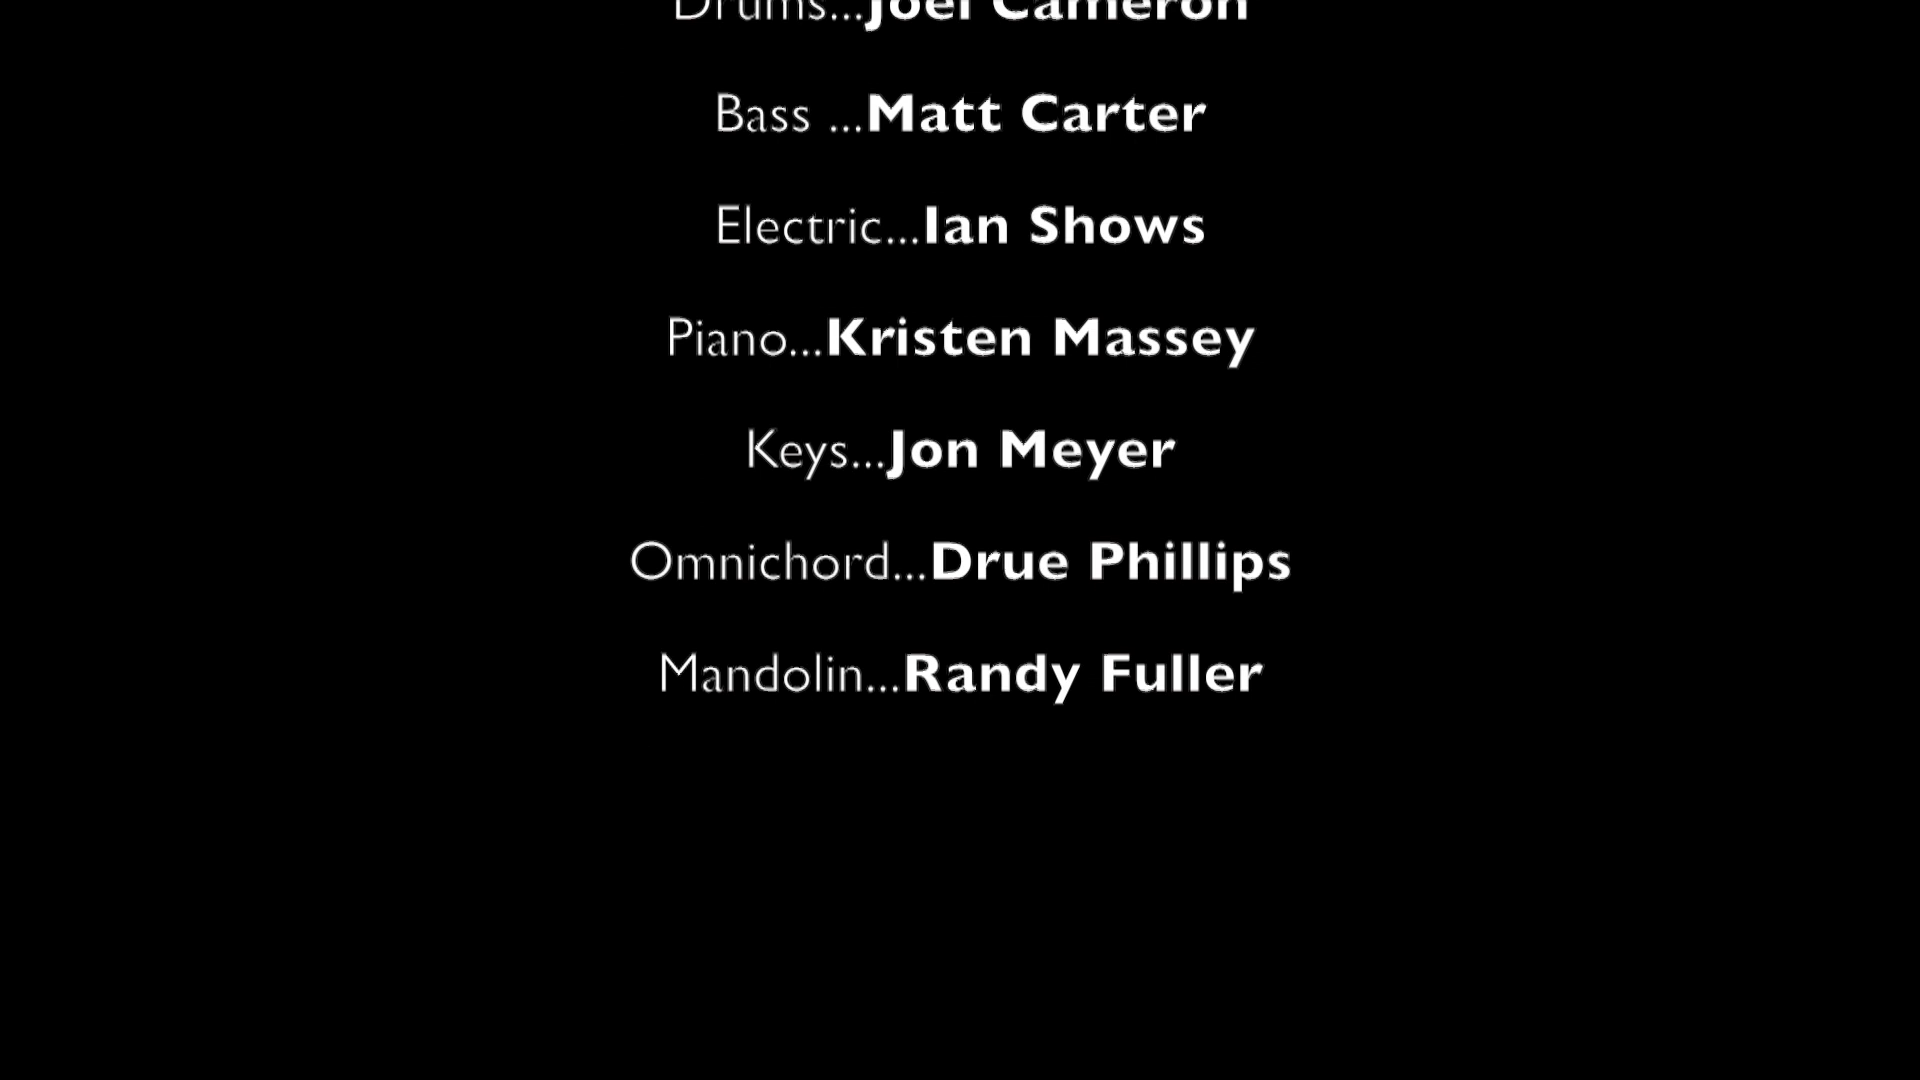 Drums...Joel Cameron
Bass ...Matt Carter
Electric...Ian Shows
Piano...Kristen Massey
Keys...Jon Meyer
Omnichord...Drue Phillips
Mandolin...Randy Fuller